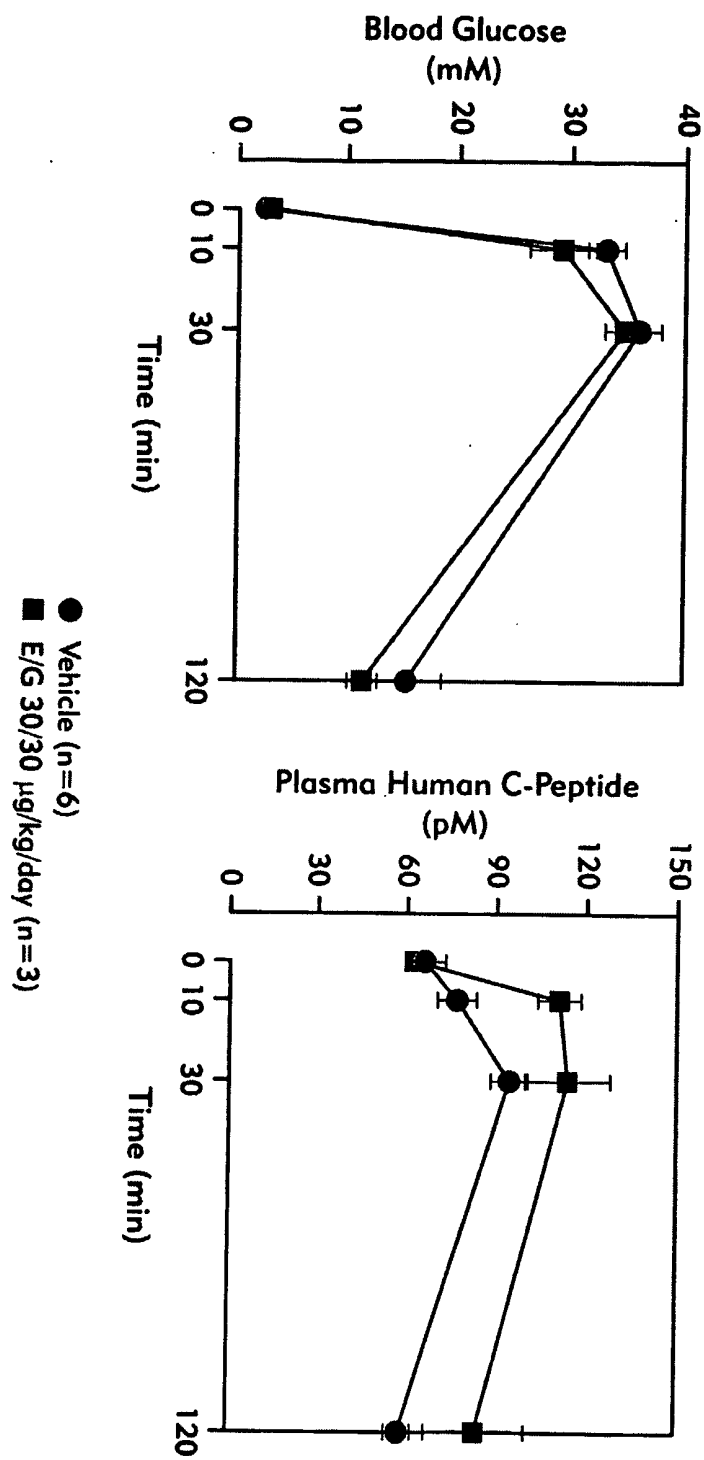 Blood Glucose
(mM)
40
30
20
10
0
0 10 30 120
Time (min)
Plasma Human C-Peptide
(pM)
150
120
90
60
30
0
0 10 30 120
Time (min)
Vehicle (n=6)
E/G 30/30 μg/kg/day (n=3)